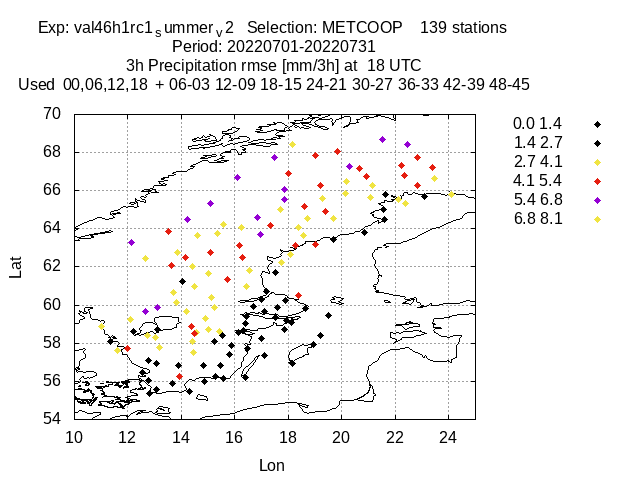 Exp: val46h1rc1summerv2 Selection: METCOOP 139 stations
Period: 20220701-20220731
3h Precipitation rmse [mm/3h] at 18 UTC
Used 00,06,12,18 + 06-03 12-09 18-15 24-21 30-27 36-33 42-39 48-45
70
68
66
64
62
60
58
56
54
10 12 14 16 18 20 22 24
Lat
Lon
0.0 1.4
1.4 2.7
2.7 4.1
4.1 5.4
5.4 6.8
6.8 8.1